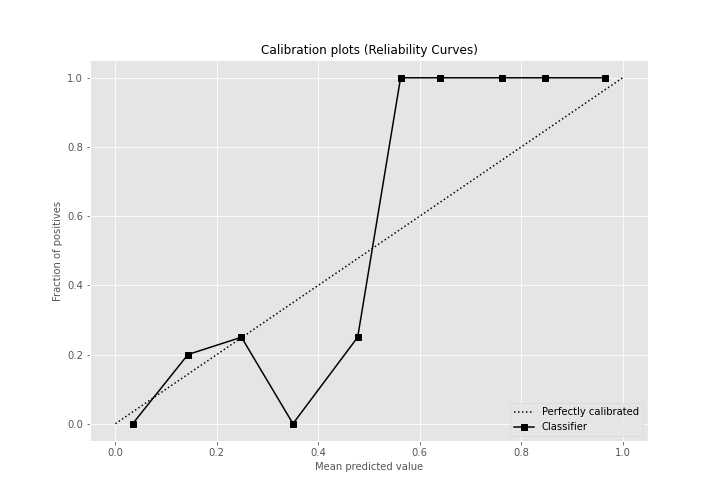 Calibration plots (Reliability Curves)
1.0
0.8
0.6
0.4
0.2
0.0
Fraction of positives
0.0 0.2 0.4 0.6 0.8 1.0
Mean predicted value
Perfectly calibrated
Classifier